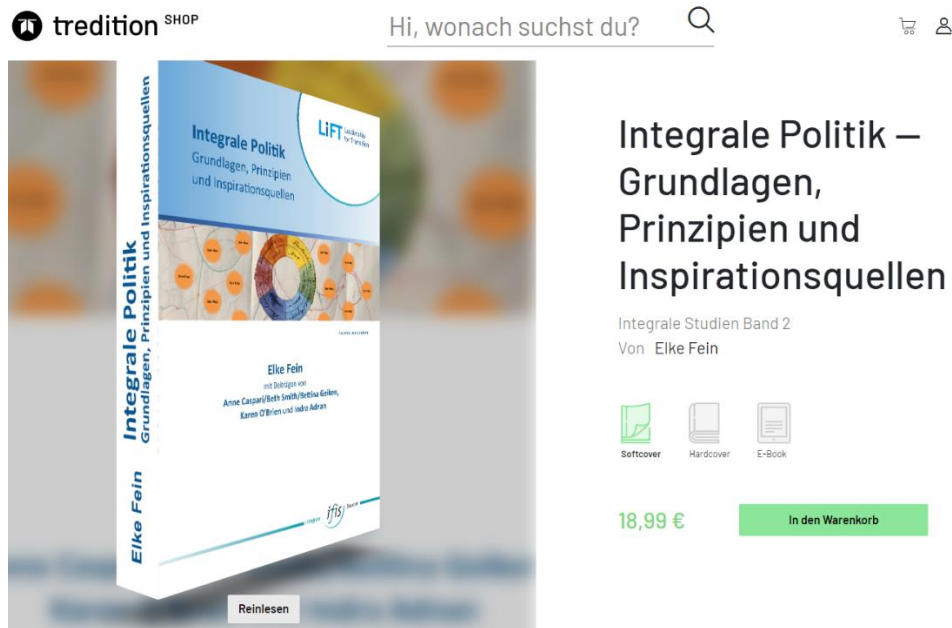 tredition SHOP
Hi, wonach suchst du?
Integrale Politik
Grundlagen, Prinzipien und Inspirationsquellen
Elke Fein
LiFT Leadership
for Transition
Integrale Politik
Grundlagen, Prinzipien
und Inspirationsquellen
Elke Fein
mit Beiträgen von
Anne Caspari/Beth Smith/Bettina Geiken,
Karen O'Brien und Indra Adnan
ifis
Reinlesen
Integrale Politik –
Grundlagen,
Prinzipien und
Inspirationsquellen
Integrale Studien Band 2
Von Elke Fein
Softcover
Hardcover
E-Book
18,99 €
In den Warenkorb